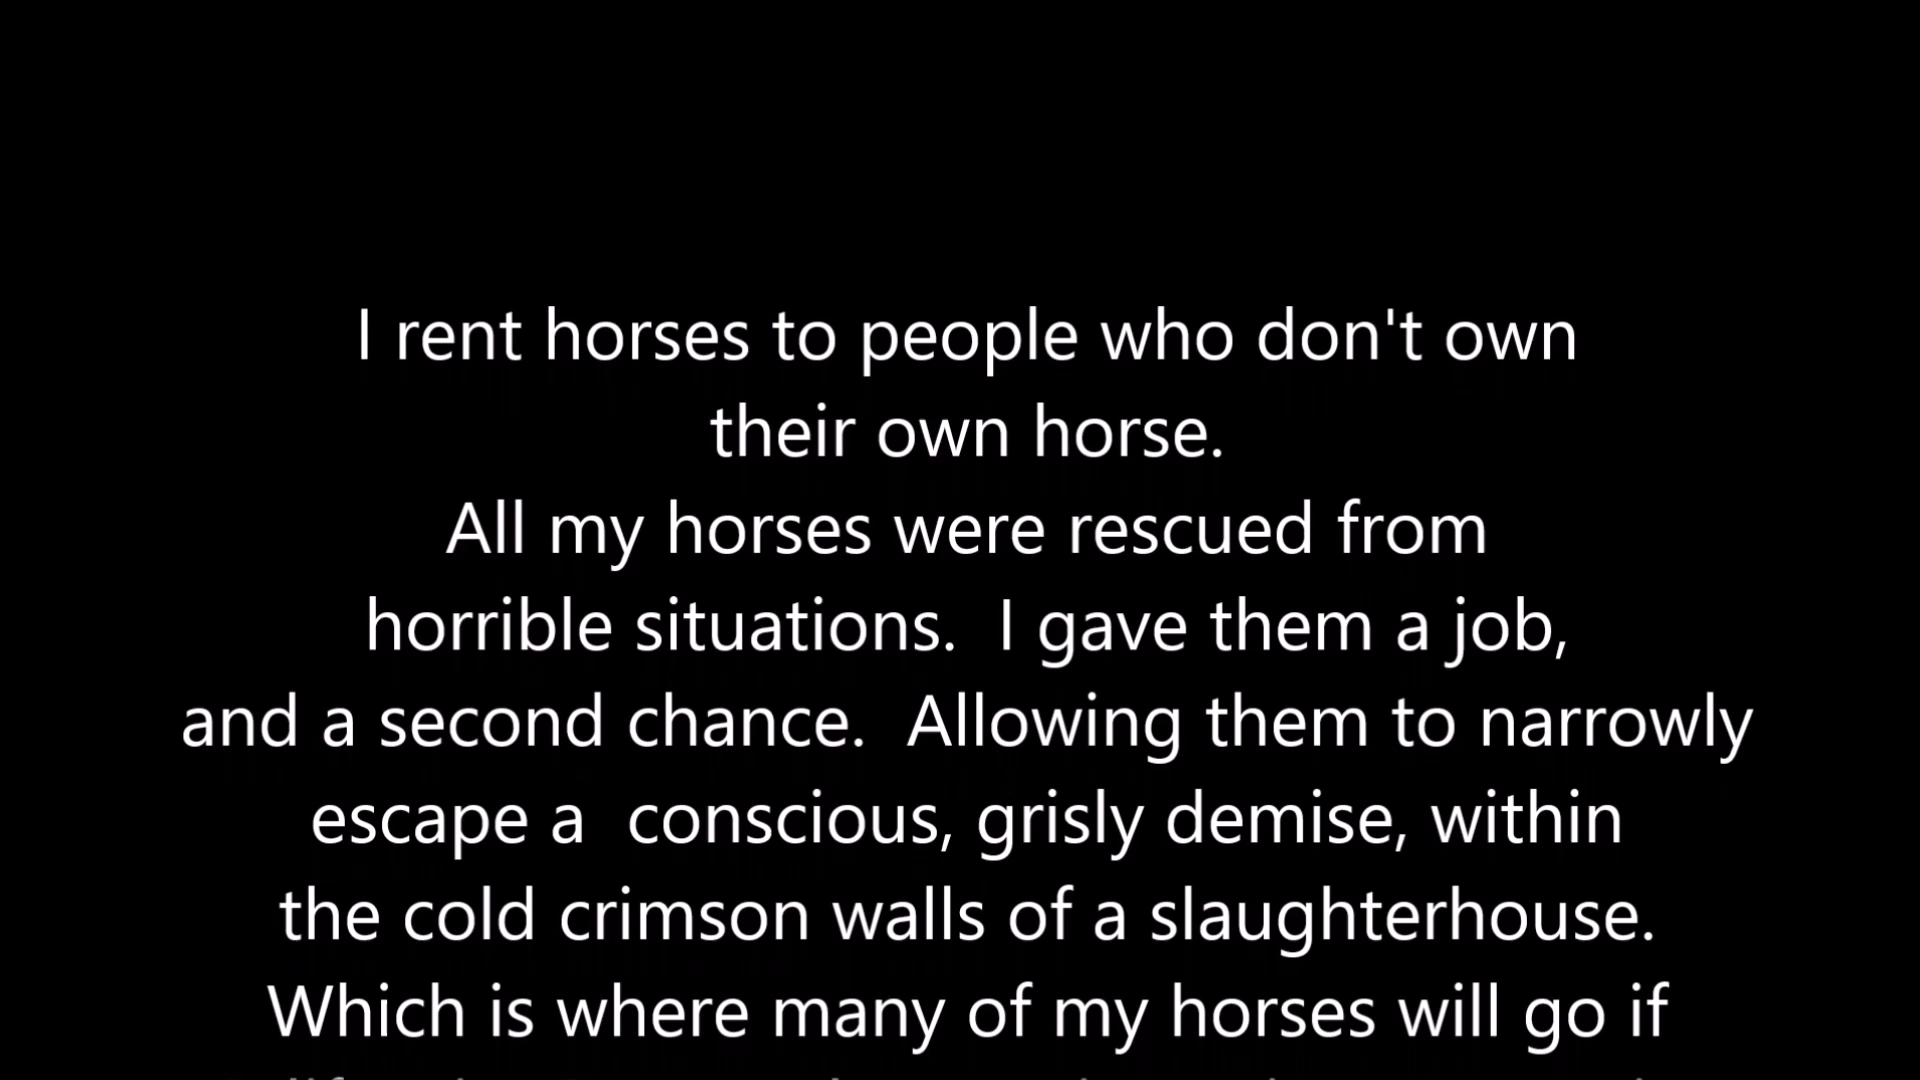 I rent horses to people who don't own
their own horse.
All my horses were rescued from
horrible situations.  I gave them a job,
and a second chance.  Allowing them to narrowly
escape a  conscious, grisly demise, within
the cold crimson walls of a slaughterhouse.
Which is where many of my horses will go if